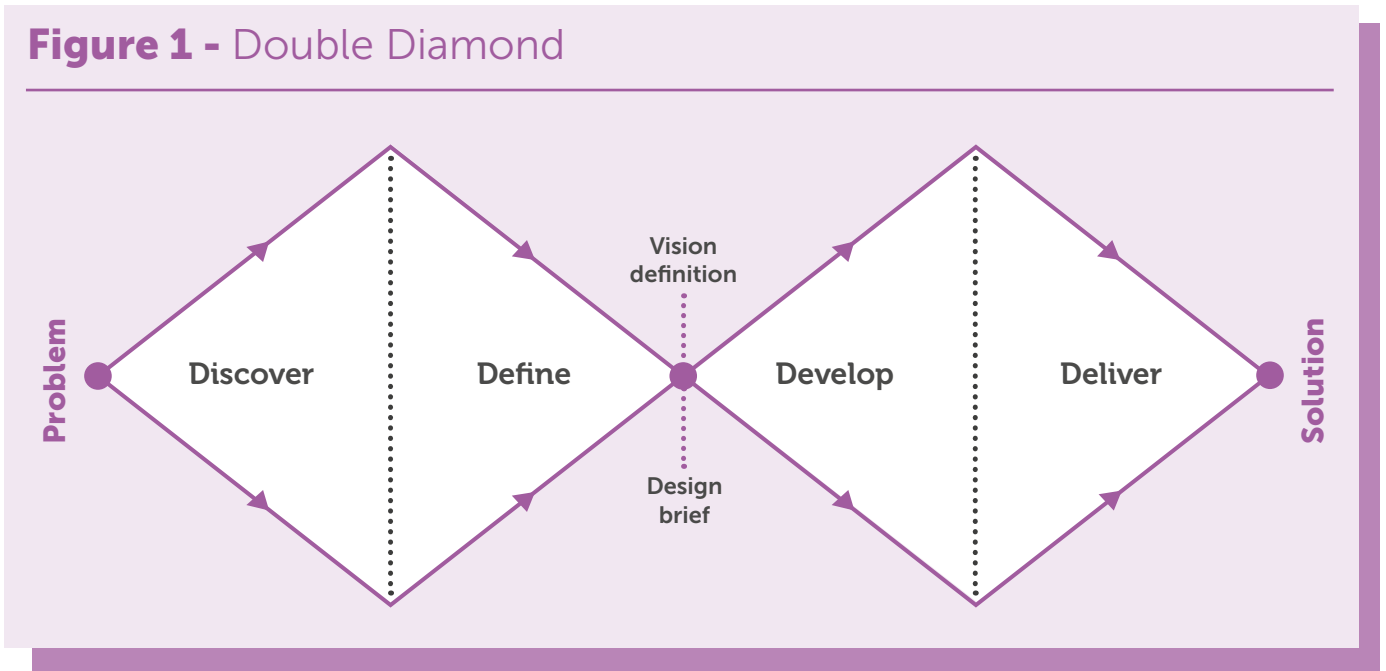 Figure 1 - Double Diamond
Problem
Discover
Define
Vision
definition
Design
brief
Develop
Deliver
Solution